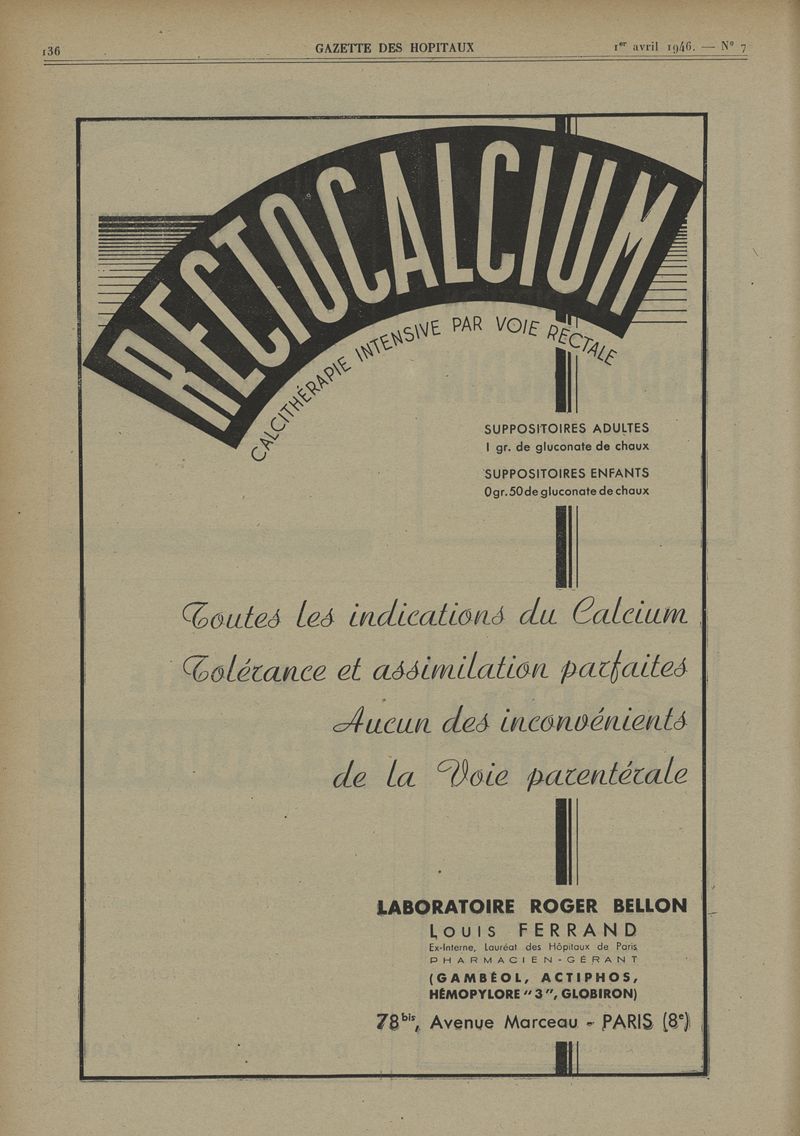 136 GAZETTE DES HOPITAUX 1er avril 1946. — N° 7
RECTOCALCIUM
CALCITHÉRAPIE INTENSIVE PAR VOIE RECTALE
SUPPOSITOIRES ADULTES
1 gr. de gluconate de chaux
SUPPOSITOIRES ENFANTS
0gr.50 de gluconate de chaux
Toutes les indications du Calcium
Tolérance et assimilation parfaites
Aucun des inconvénients
de la Voie parentérale
LABORATOIRE ROGER BELLON
LOUIS FERRAND
Ex-Interne, Lauréat des Hôpitaux de Paris
PHARMACIEN-GÉRANT
(GAMBÉOL, ACTIPHOS,
HÉMOPYLORE "3", GLOBIRON)
78bis, Avenue Marceau - PARIS (8e)